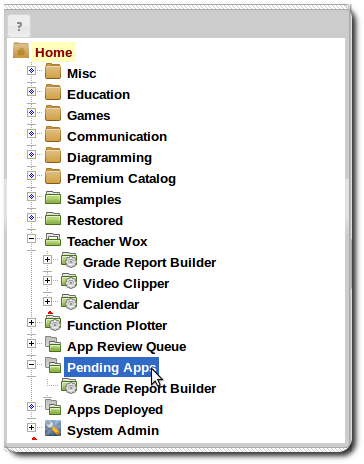 ?
Home
Misc
Education
Games
Communication
Diagramming
Premium Catalog
Samples
Restored
Teacher Wox
Grade Report Builder
Video Clipper
Calendar
Function Plotter
App Review Queue
Pending Apps
Grade Report Builder
Apps Deployed
System Admin